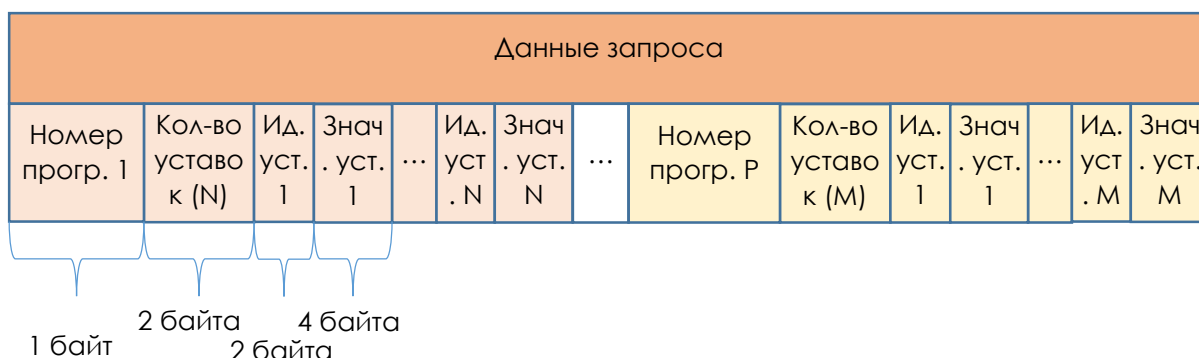 Данные запроса
Номер
прогр. 1
Кол-во
уставо
к (N)
Ид.
уст.
1
Знач
. уст.
1
...
Ид.
уст
. N
Знач
. уст.
N
...
Номер
прогр. P
Кол-во
уставо
к (M)
Ид.
уст.
1
Знач
. уст.
1
...
Ид.
уст
. M
Знач
. уст.
M
1 байт
2 байта
2 байта
4 байта